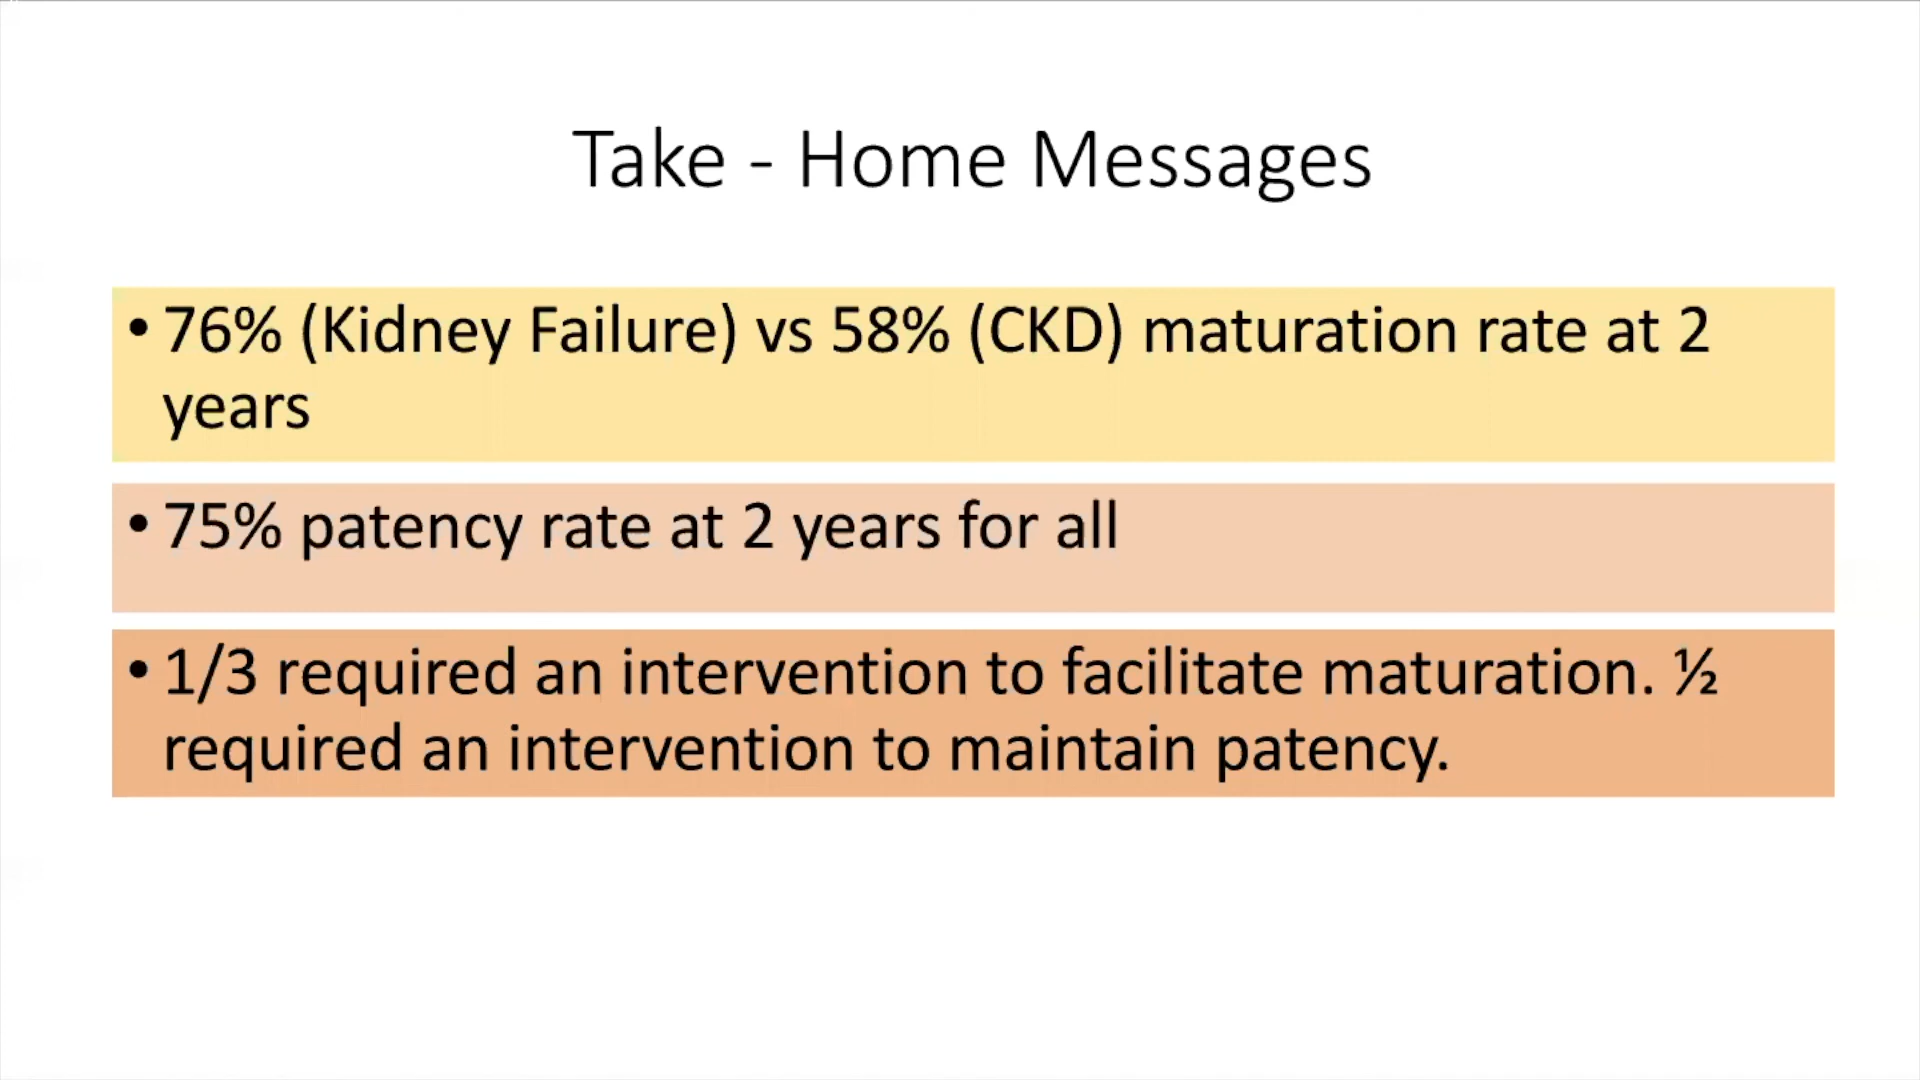 Take - Home Messages
• 76% (Kidney Failure) vs 58% (CKD) maturation rate at 2
years
• 75% patency rate at 2 years for all
• 1/3 required an intervention to facilitate maturation. ½
required an intervention to maintain patency.